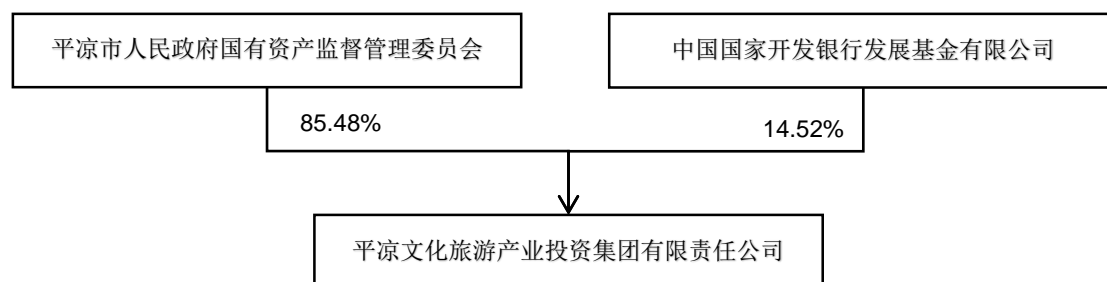 平凉市人民政府国有资产监督管理委员会
中国国家开发银行发展基金有限公司
85.48%
14.52%
平凉文化旅游产业投资集团有限责任公司